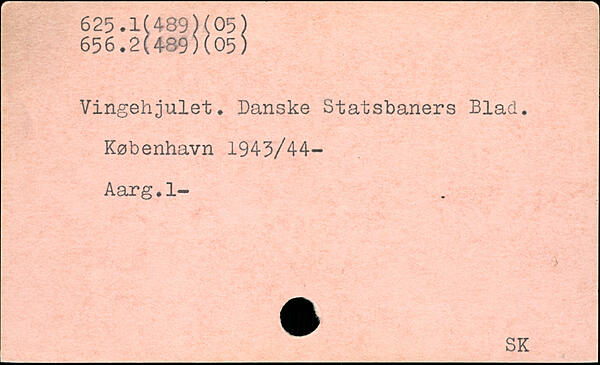 625.1(489)(05)
656.2(489)(05)
Vingehjulet. Danske Statsbaners Blad.
København 1943/44-
Aarg.1-
SK